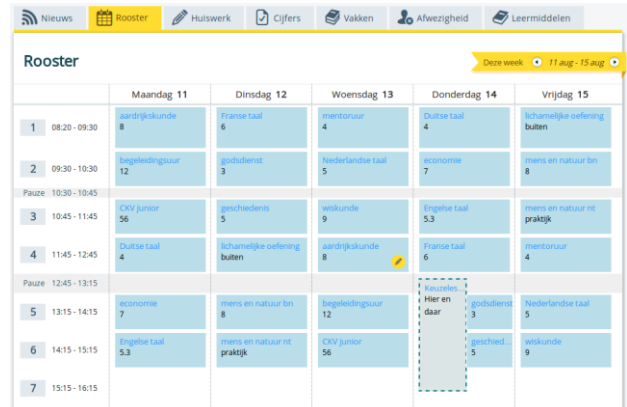 Nieuws Rooster Huiswerk Cijfers Vakken Afwezigheid Leermiddelen
Rooster
Deze week 11 aug - 15 aug
Maandag 11 Dinsdag 12 Woensdag 13 Donderdag 14 Vrijdag 15
1 08:20 - 09:30
aardrijkskunde
8
Franse taal
6
mentoruur
4
Duitse taal
4
lichamelijke oefening
buiten
2 09:30 - 10:30
begeleidingsuur
12
godsdienst
3
Nederlandse taal
5
economie
7
mens en natuur bn
8
Pauze 10:30 - 10:45
3 10:45 - 11:45
CKV junior
56
geschiedenis
5
wiskunde
9
Engelse taal
5.3
mens en natuur nt
praktijk
4 11:45 - 12:45
Duitse taal
4
lichamelijke oefening
buiten
aardrijkskunde
8
Franse taal
6
mentoruur
4
Pauze 12:45 - 13:15
Keuzeles...
Hier en
daar
5 13:15 - 14:15
economie
7
mens en natuur bn
8
begeleidingsuur
12
godsdienst
3
Nederlandse taal
5
6 14:15 - 15:15
Engelse taal
5.3
mens en natuur nt
praktijk
CKV junior
56
geschied...
5
wiskunde
9
7 15:15 - 16:15